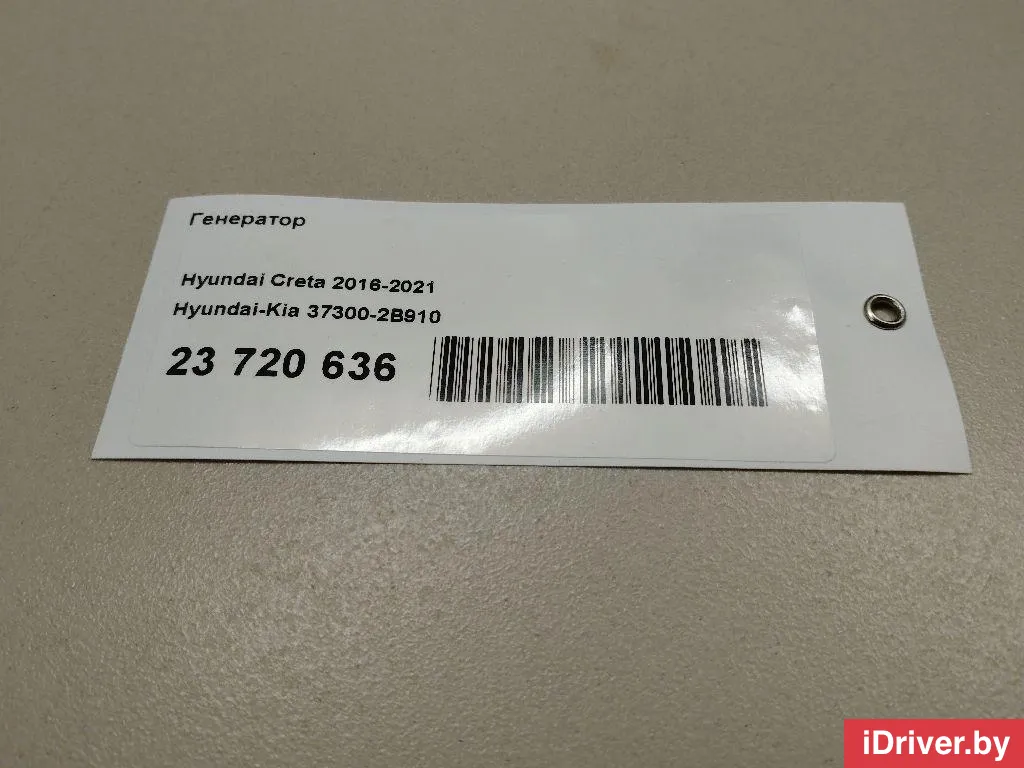 Генератор
Hyundai Creta 2016-2021
Hyundai-Kia 37300-2B910
23 720 636
iDriver.by